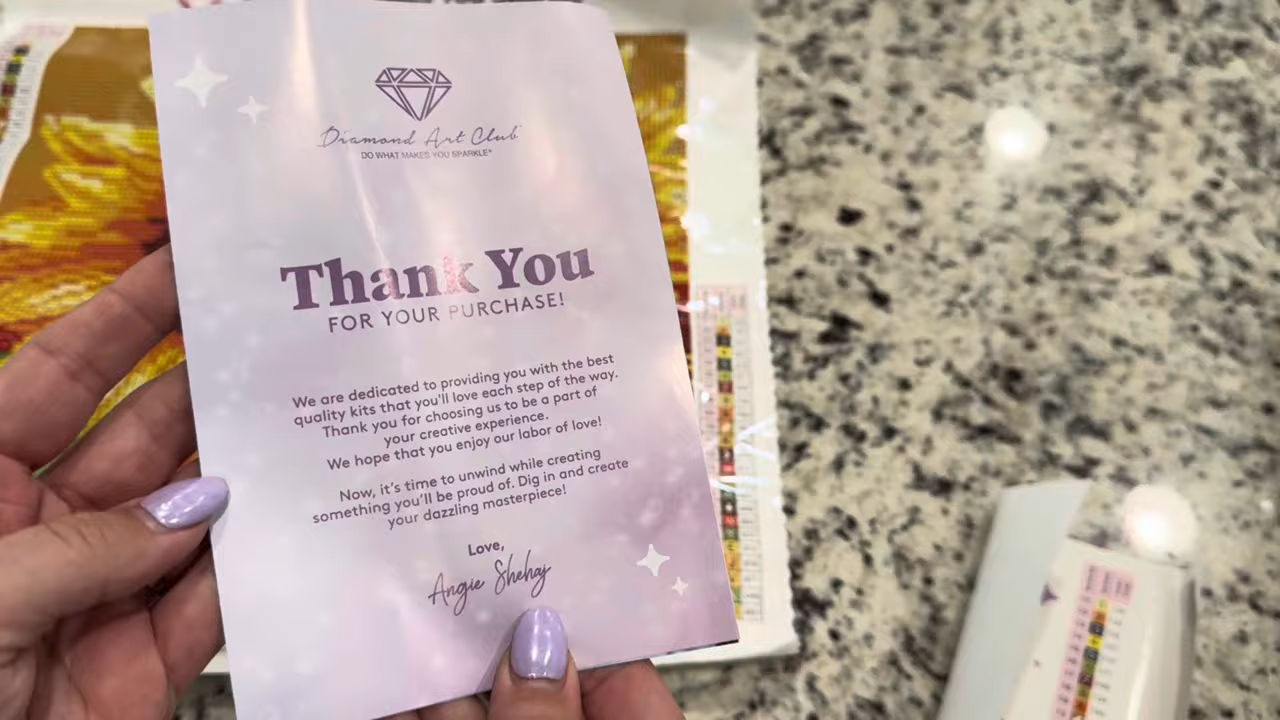 Diamond Art Club
DO WHAT MAKES YOU SPARKLE®
Thank You
FOR YOUR PURCHASE!
We are dedicated to providing you with the best
quality kits that you'll love each step of the way.
Thank you for choosing us to be a part of
your creative experience.
We hope that you enjoy our labor of love!
Now, it's time to unwind while creating
something you'll be proud of. Dig in and create
your dazzling masterpiece!
Love,
Angie Shehaj